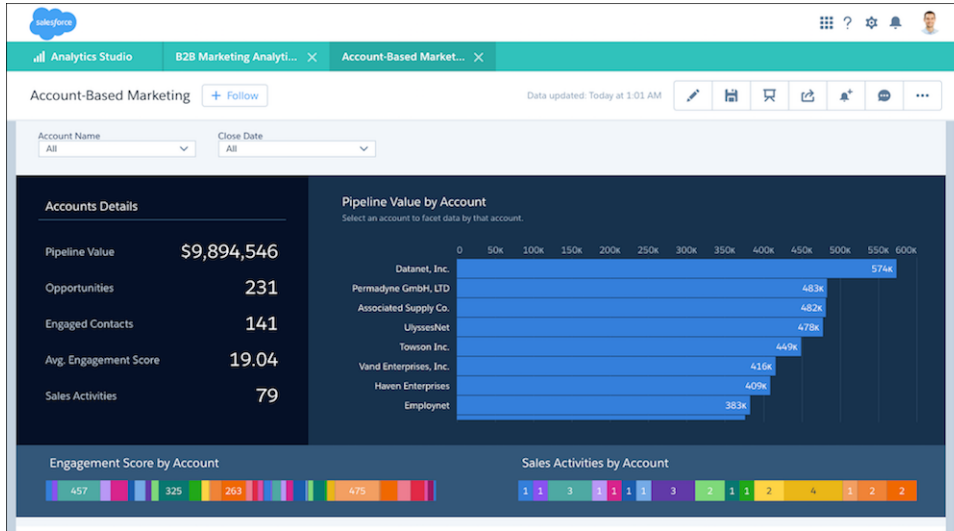 salesforce
?
Analytics Studio
B2B Marketing Analyti...
Account-Based Market...
Account-Based Marketing
+ Follow
Data updated: Today at 1:01 AM
Account Name
All
Close Date
All
Accounts Details
Pipeline Value $9,894,546
Opportunities 231
Engaged Contacts 141
Avg. Engagement Score 19.04
Sales Activities 79
Pipeline Value by Account
Select an account to facet data by that account.
0 50K 100K 150K 200K 250K 300K 350K 400K 450K 500K 550K 600K
Datanet, Inc. 574K
Permadyne GmbH, LTD 483K
Associated Supply Co. 482K
UlyssesNet 478K
Towson Inc. 449K
Vand Enterprises, Inc. 416K
Haven Enterprises 409K
Employnet 383K
Engagement Score by Account
457 325 263 475
Sales Activities by Account
1 1 3 1 1 1 1 3 2 1 1 2 4 1 2 2